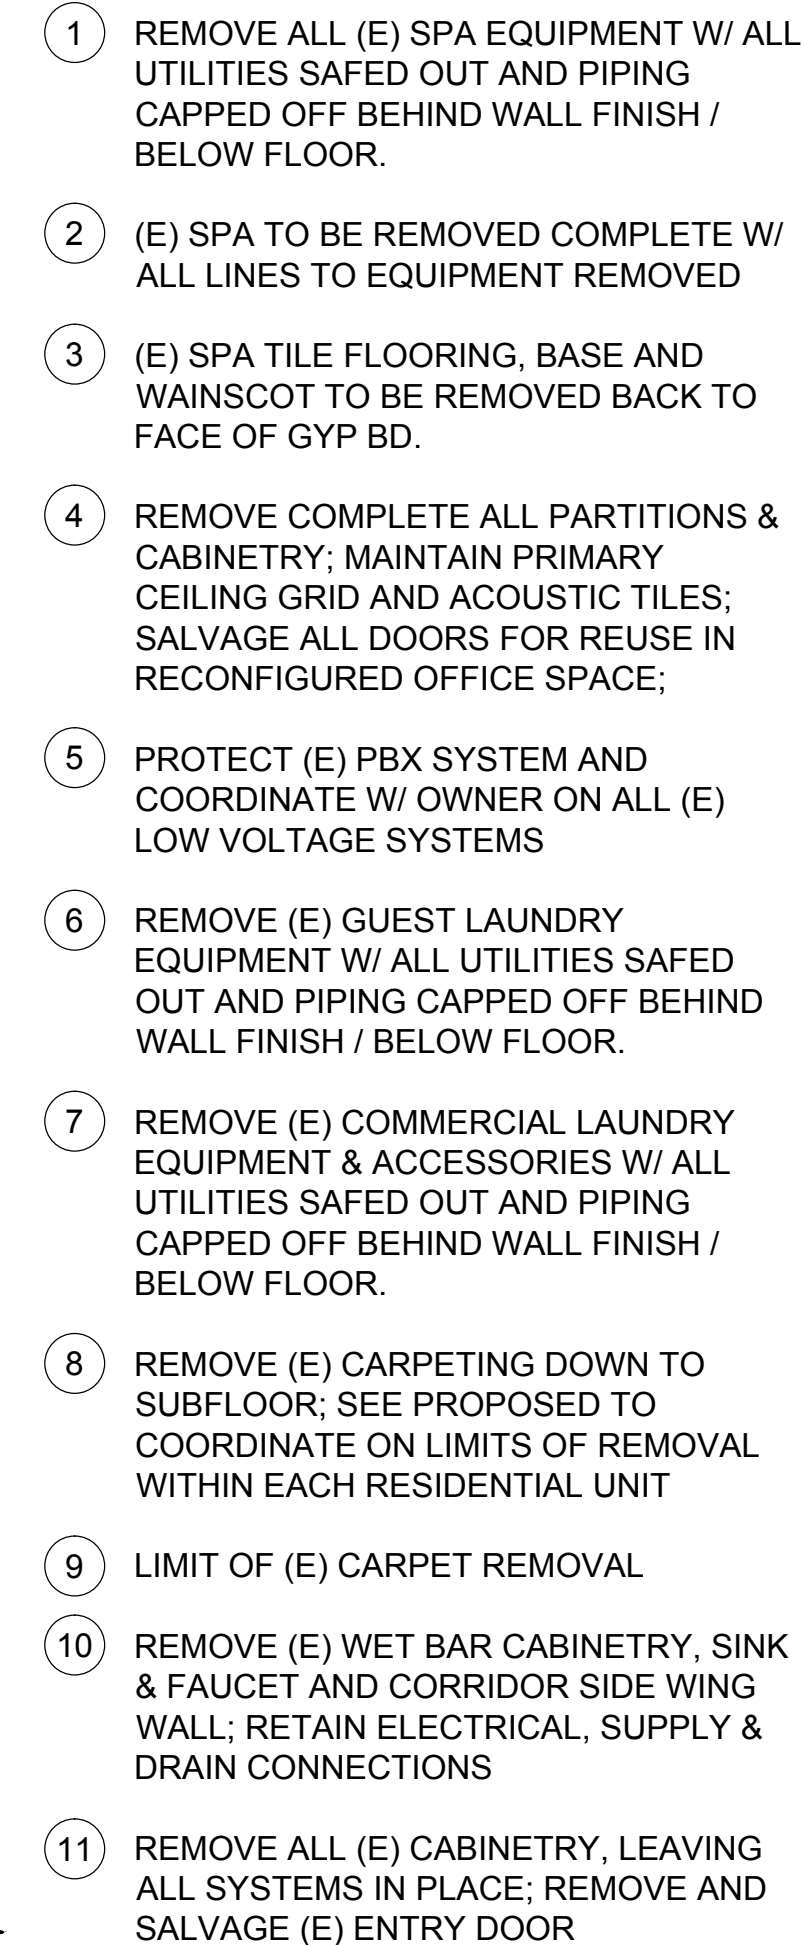 1 REMOVE ALL (E) SPA EQUIPMENT W/ ALL
UTILITIES SAFED OUT AND PIPING
CAPPED OFF BEHIND WALL FINISH /
BELOW FLOOR.
2 (E) SPA TO BE REMOVED COMPLETE W/
ALL LINES TO EQUIPMENT REMOVED
3 (E) SPA TILE FLOORING, BASE AND
WAINSCOT TO BE REMOVED BACK TO
FACE OF GYP BD.
4 REMOVE COMPLETE ALL PARTITIONS &
CABINETRY; MAINTAIN PRIMARY
CEILING GRID AND ACOUSTIC TILES;
SALVAGE ALL DOORS FOR REUSE IN
RECONFIGURED OFFICE SPACE;
5 PROTECT (E) PBX SYSTEM AND
COORDINATE W/ OWNER ON ALL (E)
LOW VOLTAGE SYSTEMS
6 REMOVE (E) GUEST LAUNDRY
EQUIPMENT W/ ALL UTILITIES SAFED
OUT AND PIPING CAPPED OFF BEHIND
WALL FINISH / BELOW FLOOR.
7 REMOVE (E) COMMERCIAL LAUNDRY
EQUIPMENT & ACCESSORIES W/ ALL
UTILITIES SAFED OUT AND PIPING
CAPPED OFF BEHIND WALL FINISH /
BELOW FLOOR.
8 REMOVE (E) CARPETING DOWN TO
SUBFLOOR; SEE PROPOSED TO
COORDINATE ON LIMITS OF REMOVAL
WITHIN EACH RESIDENTIAL UNIT
9 LIMIT OF (E) CARPET REMOVAL
10 REMOVE (E) WET BAR CABINETRY, SINK
& FAUCET AND CORRIDOR SIDE WING
WALL; RETAIN ELECTRICAL, SUPPLY &
DRAIN CONNECTIONS
11 REMOVE ALL (E) CABINETRY, LEAVING
ALL SYSTEMS IN PLACE; REMOVE AND
SALVAGE (E) ENTRY DOOR